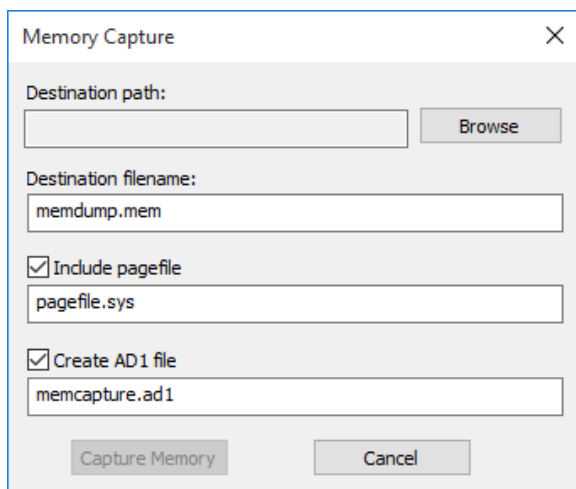 Memory Capture
Destination path:
Browse
Destination filename:
memdump.mem
Include pagefile
pagefile.sys
Create AD1 file
memcapture.ad1
Capture Memory Cancel